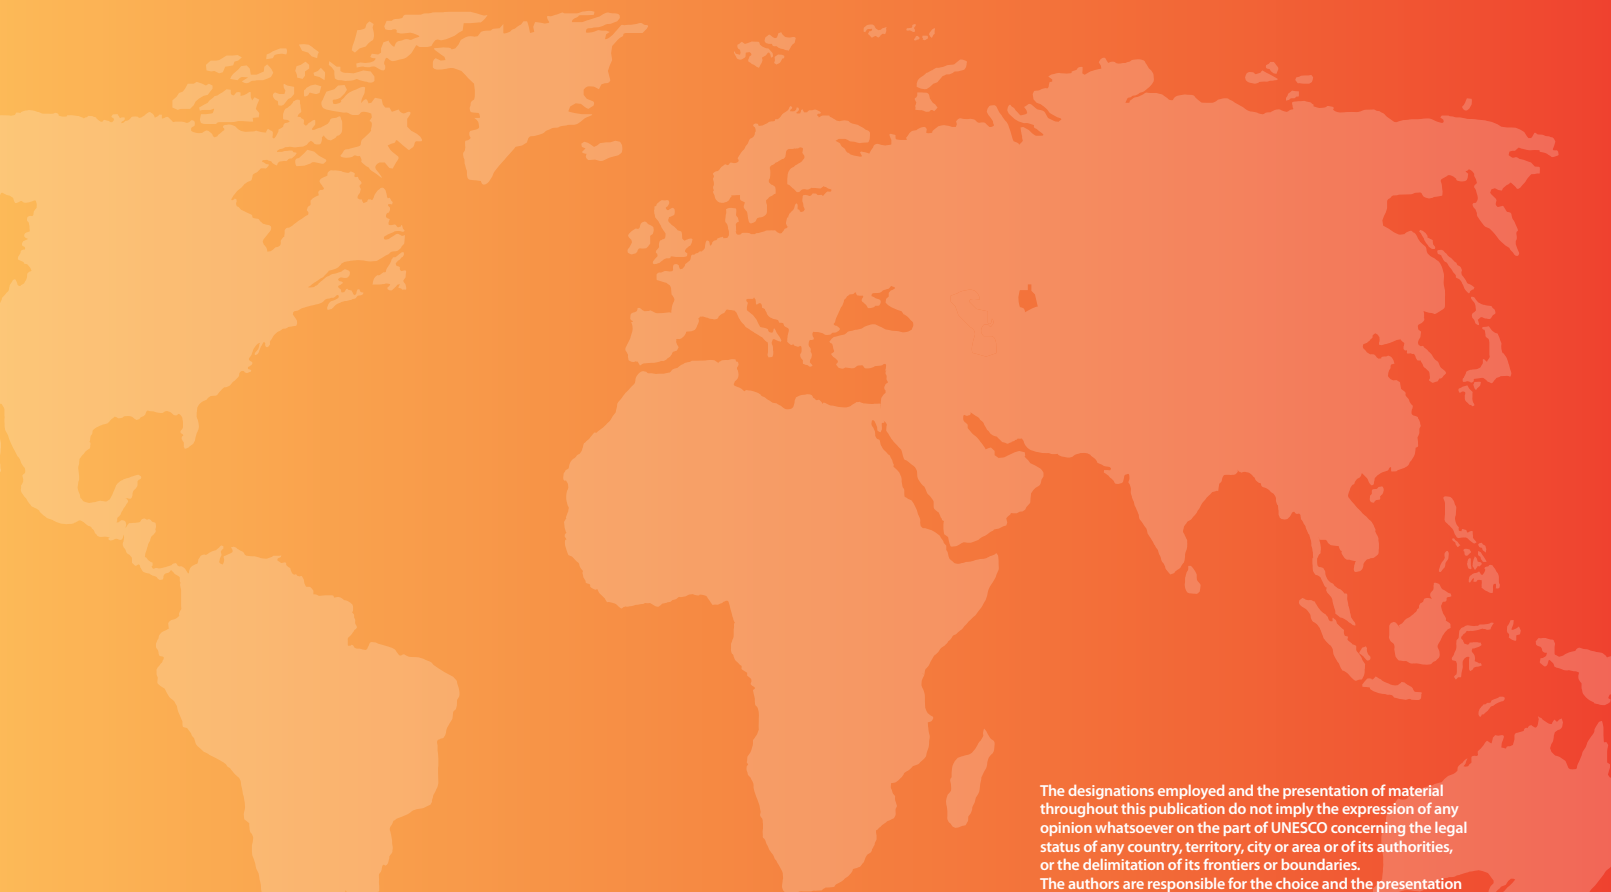 The designations employed and the presentation of material
throughout this publication do not imply the expression of any
opinion whatsoever on the part of UNESCO concerning the legal
status of any country, territory, city or area or of its authorities,
or the delimitation of its frontiers or boundaries.
The authors are responsible for the choice and the presentation